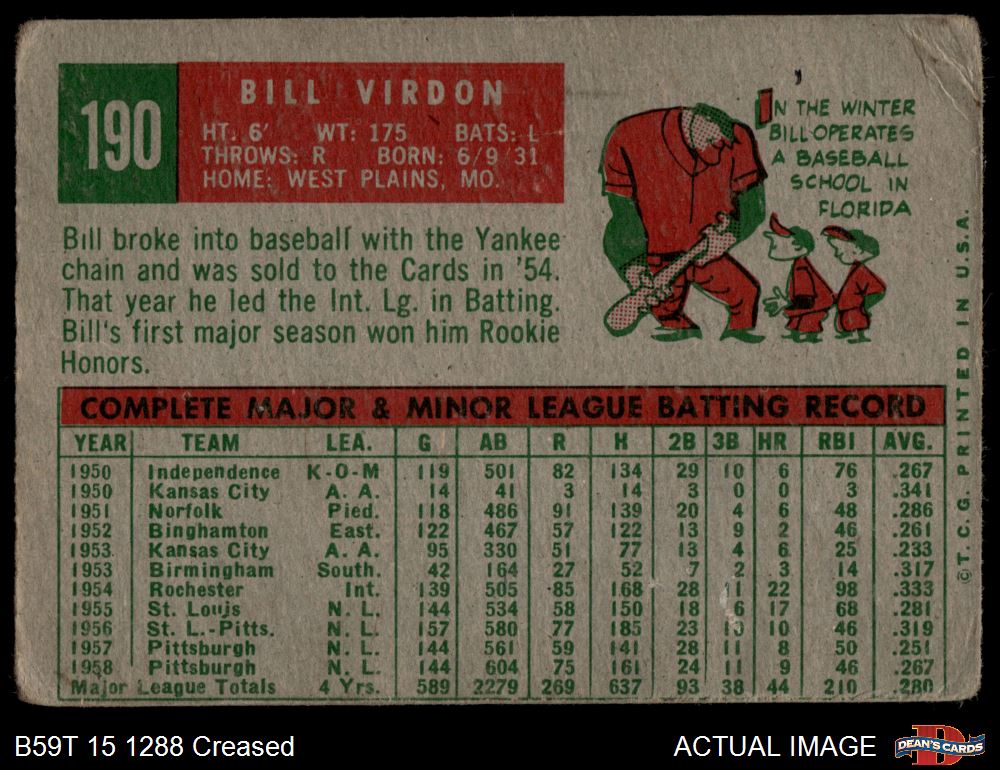 190
BILL VIRDON
HT: 6' WT: 175 BATS: L
THROWS: R BORN: 6/9/31
HOME: WEST PLAINS, MO.
IN THE WINTER
BILL OPERATES
A BASEBALL
SCHOOL IN
FLORIDA
Bill broke into baseball with the Yankee
chain and was sold to the Cards in '54.
That year he led the Int. Lg. in Batting.
Bill's first major season won him Rookie
Honors.
COMPLETE MAJOR & MINOR LEAGUE BATTING RECORD
YEAR TEAM LEA. G AB R H 2B 3B HR RBI AVG.
1950 Independence K-O-M 119 501 82 134 29 10 6 76 .267
1950 Kansas City A. A. 14 41 3 14 3 0 0 3 .341
1951 Norfolk Pied. 118 486 91 139 20 4 6 48 .286
1952 Binghamton East. 122 467 57 122 13 9 2 46 .261
1953 Kansas City A. A. 95 330 51 77 13 4 6 25 .233
1953 Birmingham South. 42 164 27 52 7 2 3 14 .317
1954 Rochester Int. 139 505 85 168 28 11 22 98 .333
1955 St. Louis N. L. 144 534 58 150 18 6 17 68 .281
1956 St. L.-Pitts. N. L. 157 580 77 185 23 10 10 46 .319
1957 Pittsburgh N. L. 144 561 59 141 28 11 8 50 .251
1958 Pittsburgh N. L. 144 604 75 161 24 11 9 46 .267
Major League Totals 4 Yrs. 589 2279 269 637 93 38 44 210 .280
©T.C.G. PRINTED IN U.S.A.
B59T 15 1288 Creased
ACTUAL IMAGE
DEAN'S CARDS